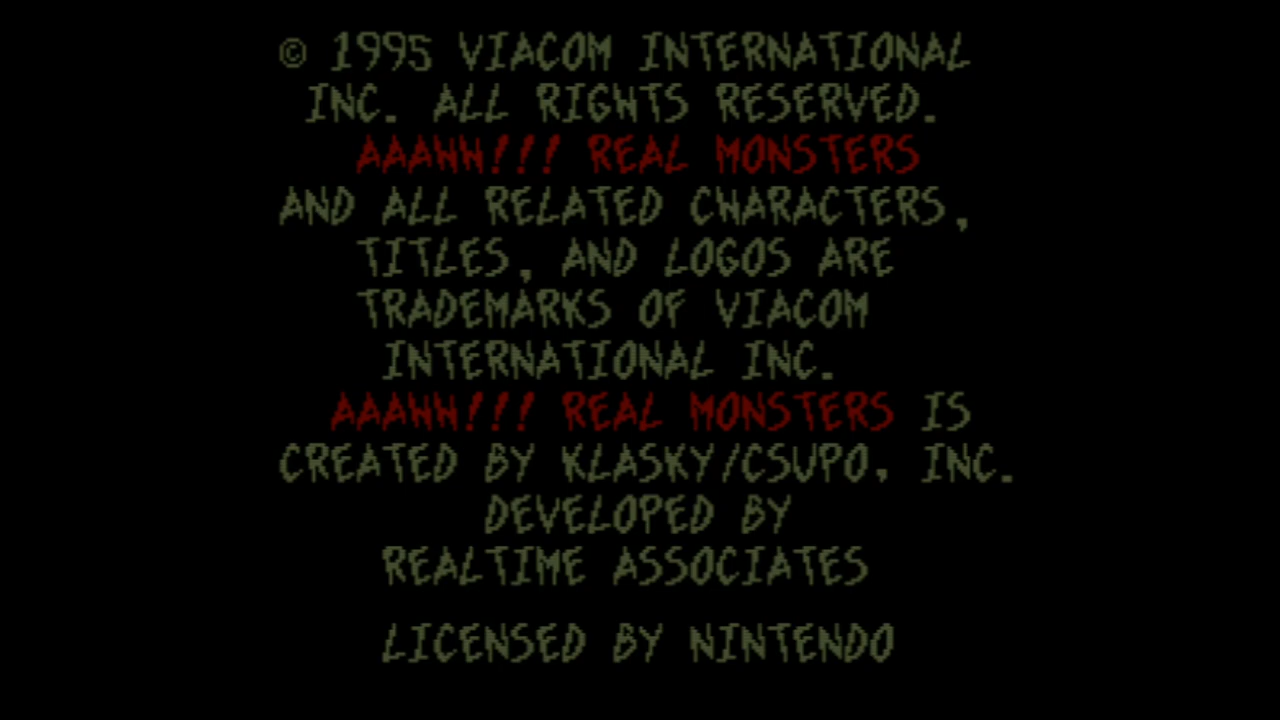 © 1995 VIACOM INTERNATIONAL
INC. ALL RIGHTS RESERVED.
AAAHH!!! REAL MONSTERS
AND ALL RELATED CHARACTERS,
TITLES, AND LOGOS ARE
TRADEMARKS OF VIACOM
INTERNATIONAL INC.
AAAHH!!! REAL MONSTERS IS
CREATED BY KLASKY/CSUPO, INC.
DEVELOPED BY
REALTIME ASSOCIATES
LICENSED BY NINTENDO